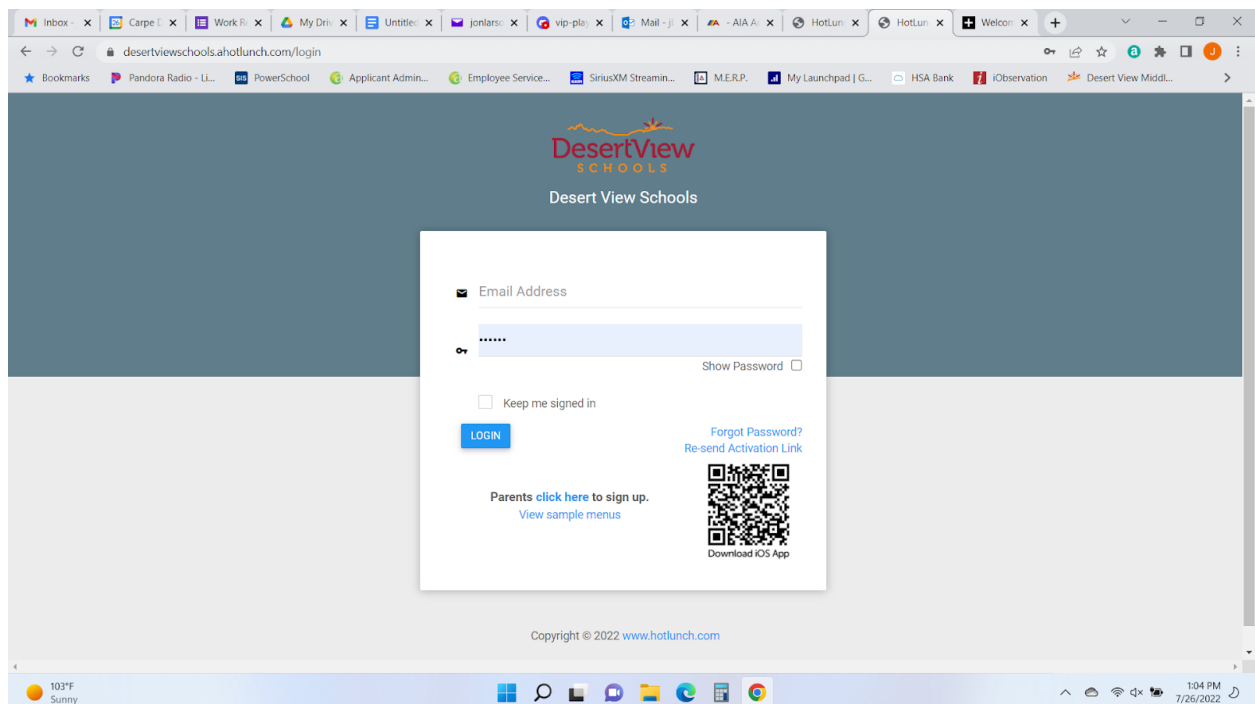 Inbox -
Carpe D
Work Re
My Driv
Untitled
jonlarso
vip-play
Mail - jl
- AIA Ac
HotLun
HotLun
Welcom
desertviewschools.ahotlunch.com/login
Bookmarks
Pandora Radio - Li...
SIS
PowerSchool
Applicant Admin...
Employee Service...
SiriusXM Streamin...
M.E.R.P.
My Launchpad | G...
HSA Bank
iObservation
Desert View Middl...
DesertView
SCHOOLS
Desert View Schools
Email Address
••••••
Show Password
Keep me signed in
LOGIN
Forgot Password?
Re-send Activation Link
Parents click here to sign up.
View sample menus
Download iOS App
Copyright © 2022 www.hotlunch.com
103°F
Sunny
1:04 PM
7/26/2022